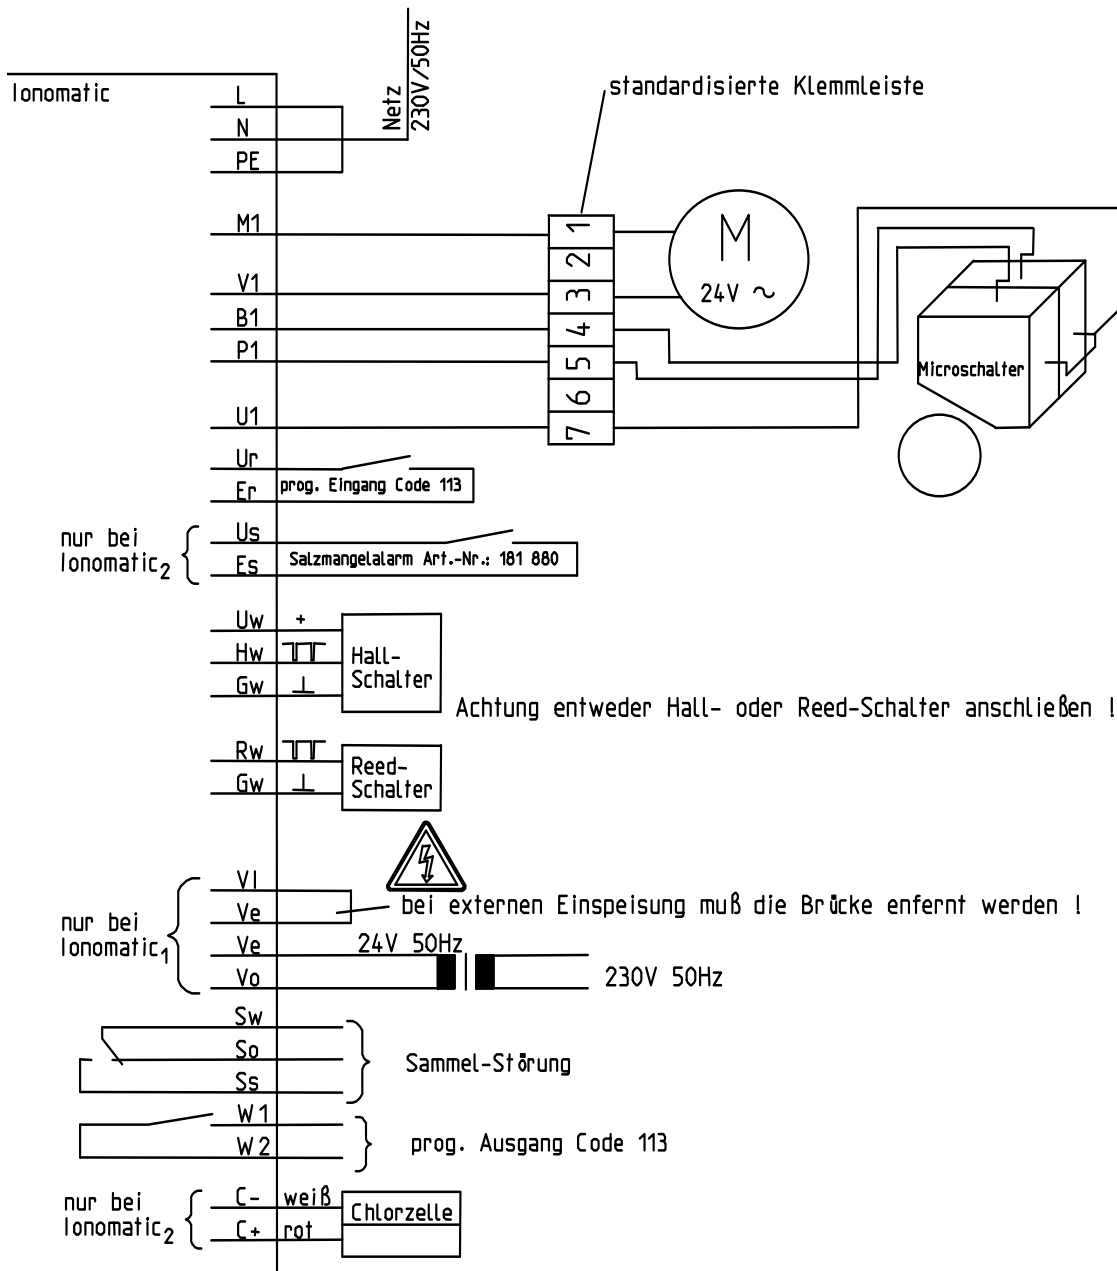 Ionomatic
L
N
PE
Netz
230V/50Hz
standardisierte Klemmleiste
M1
V1
B1
P1
U1
1
2
3
4
5
6
7
M
24V ~
Microschalter
Ur
Er
prog. Eingang Code 113
nur bei
Ionomatic2
Us
Es
Salzmangelalarm Art.-Nr.: 181 880
Uw +
Hw
Gw
Hall-
Schalter
Achtung entweder Hall- oder Reed-Schalter anschließen !
Rw
Gw
Reed-
Schalter
nur bei
Ionomatic1
Vl
Ve
bei externen Einspeisung muß die Brücke enfernt werden !
Ve
Vo
24V 50Hz
230V 50Hz
Sw
So
Ss
Sammel-Störung
W1
W2
prog. Ausgang Code 113
nur bei
Ionomatic2
C- weiß
C+ rot
Chlorzelle